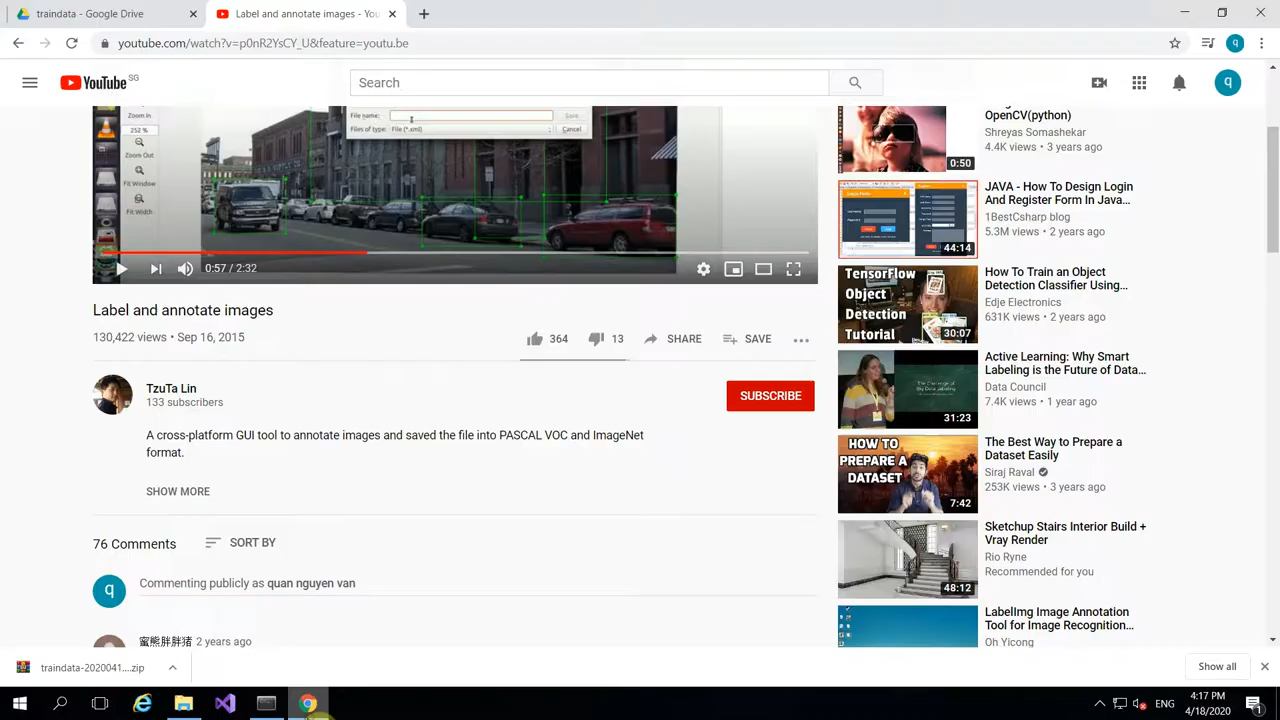 traindata - Google Drive
Label and annotate images - You
youtube.com/watch?v=p0nR2YsCY_U&feature=youtu.be
q
YouTube SG
Search
q
Zoom In
252 %
Zoom Out
Fit Window
Fit Width
File name:
Save
Files of type: File (*.xml)
Cancel
0:57 / 2:32
Label and annotate images
130,422 views • Sep 16, 2015
364
13
SHARE
SAVE
TzuTa Lin
133 subscribers
SUBSCRIBE
A cross-platform GUI tool to annotate images and saved the file into PASCAL VOC and ImageNet
format.
SHOW MORE
76 Comments
SORT BY
q
Commenting publicly as quan nguyen van
蜜熊胖胖猪 2 years ago
OpenCV(python)
Shreyas Somashekar
4.4K views • 3 years ago
0:50
JAVA - How To Design Login
And Register Form In Java...
1BestCsharp blog
5.3M views • 2 years ago
44:14
TensorFlow
Object
Detection
Tutorial
30:07
How To Train an Object
Detection Classifier Using...
Edje Electronics
631K views • 2 years ago
31:23
Active Learning: Why Smart
Labeling is the Future of Data...
Data Council
7.4K views • 1 year ago
HOW TO
PREPARE A
DATASET
7:42
The Best Way to Prepare a
Dataset Easily
Siraj Raval
253K views • 3 years ago
48:12
Sketchup Stairs Interior Build +
Vray Render
Rio Ryne
Recommended for you
LabelImg Image Annotation
Tool for Image Recognition...
Oh Yicong
traindata-2020041....zip
Show all
ENG
4:17 PM
4/18/2020
1